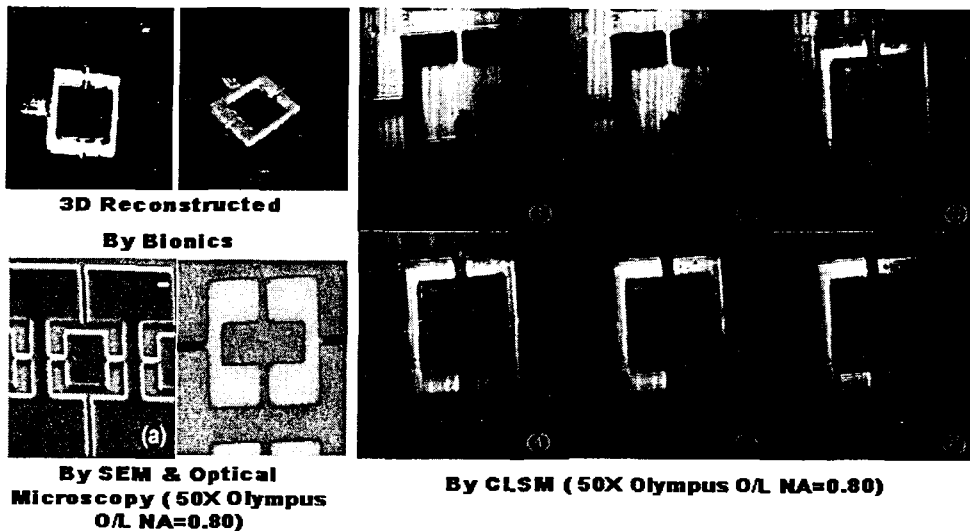 3D Reconstructed
By Bionics
(a)
By SEM & Optical
Microscopy ( 50X Olympus
O/L NA=0.80)
(4)
By CLSM ( 50X Olympus O/L NA=0.80)